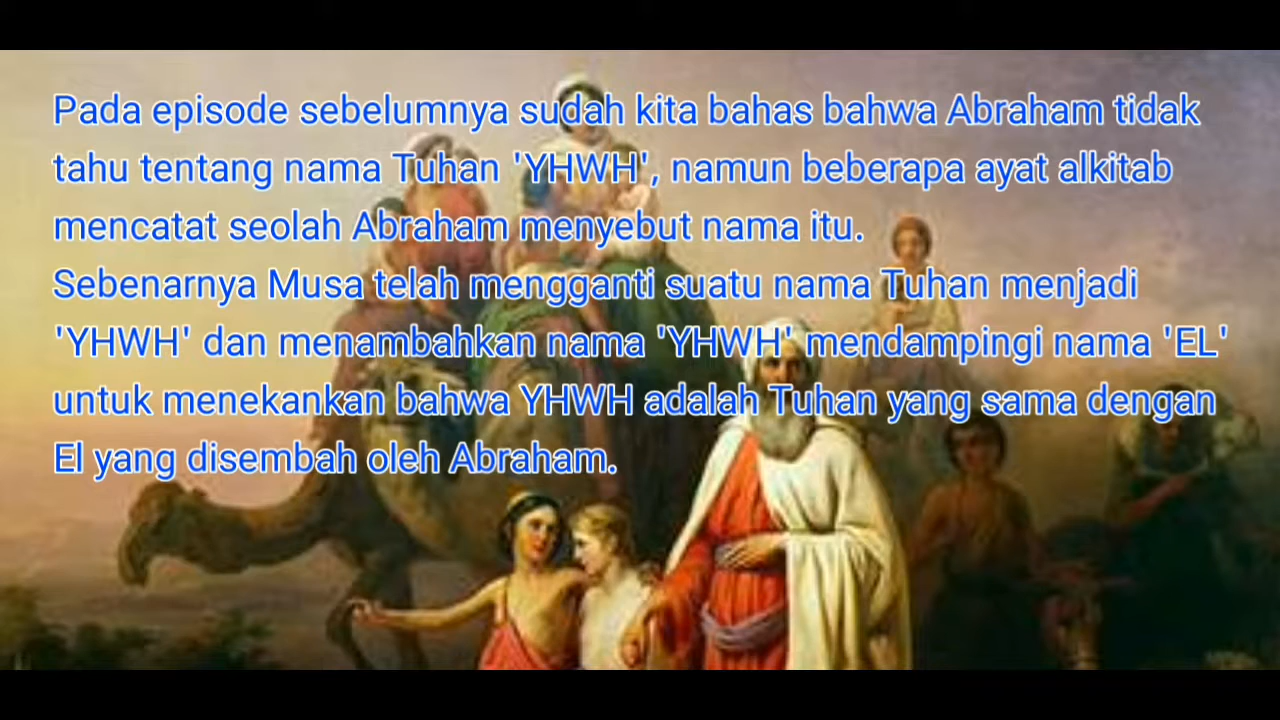 Pada episode sebelumnya sudah kita bahas bahwa Abraham tidak
tahu tentang nama Tuhan 'YHWH', namun beberapa ayat alkitab
mencatat seolah Abraham menyebut nama itu.
Sebenarnya Musa telah mengganti suatu nama Tuhan menjadi
'YHWH' dan menambahkan nama 'YHWH' mendampingi nama 'EL'
untuk menekankan bahwa YHWH adalah Tuhan yang sama dengan
El yang disembah oleh Abraham.